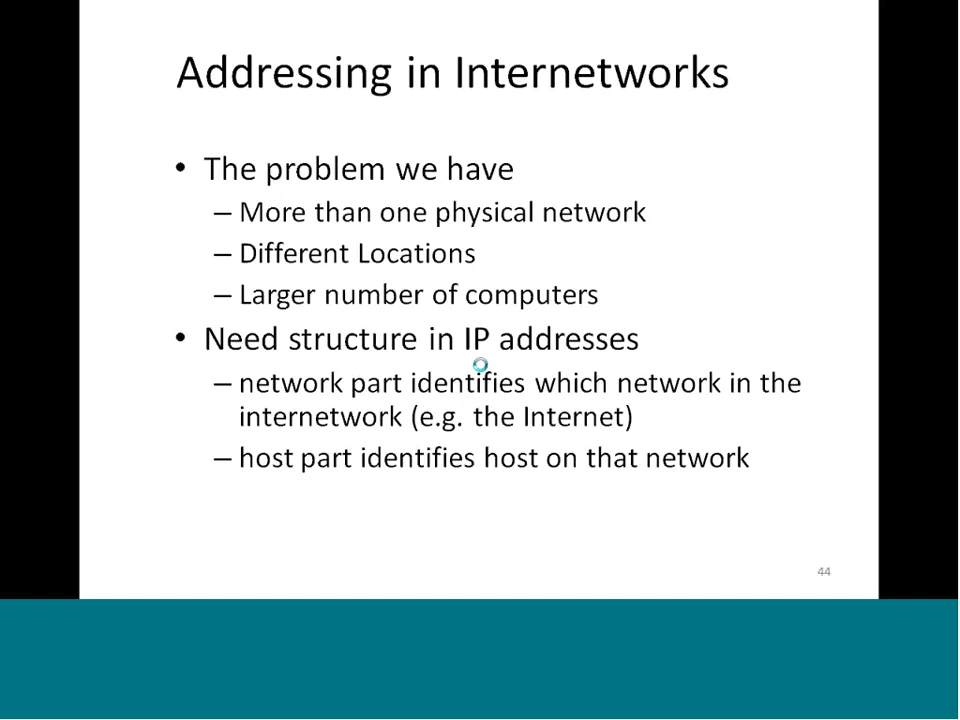 Addressing in Internetworks
• The problem we have
– More than one physical network
– Different Locations
– Larger number of computers
• Need structure in IP addresses
– network part identifies which network in the
internetwork (e.g. the Internet)
– host part identifies host on that network
44